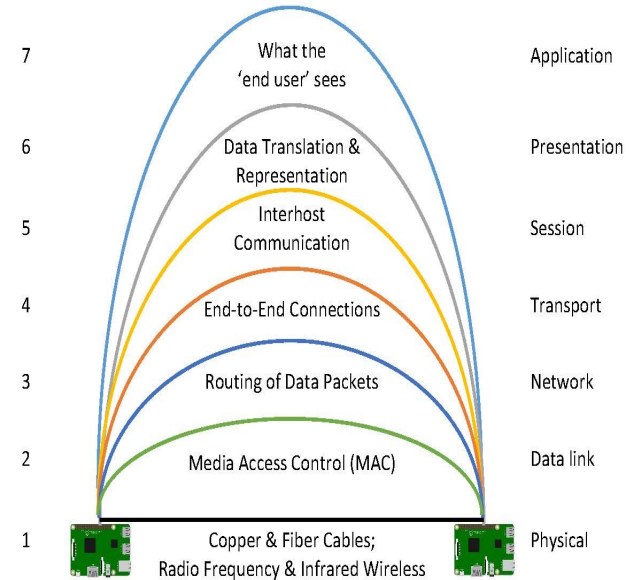 7
What the
'end user' sees
Application
6
Data Translation &
Representation
Presentation
5
Interhost
Communication
Session
4
End-to-End Connections
Transport
3
Routing of Data Packets
Network
2
Media Access Control (MAC)
Data link
1
Copper & Fiber Cables;
Radio Frequency & Infrared Wireless
Physical